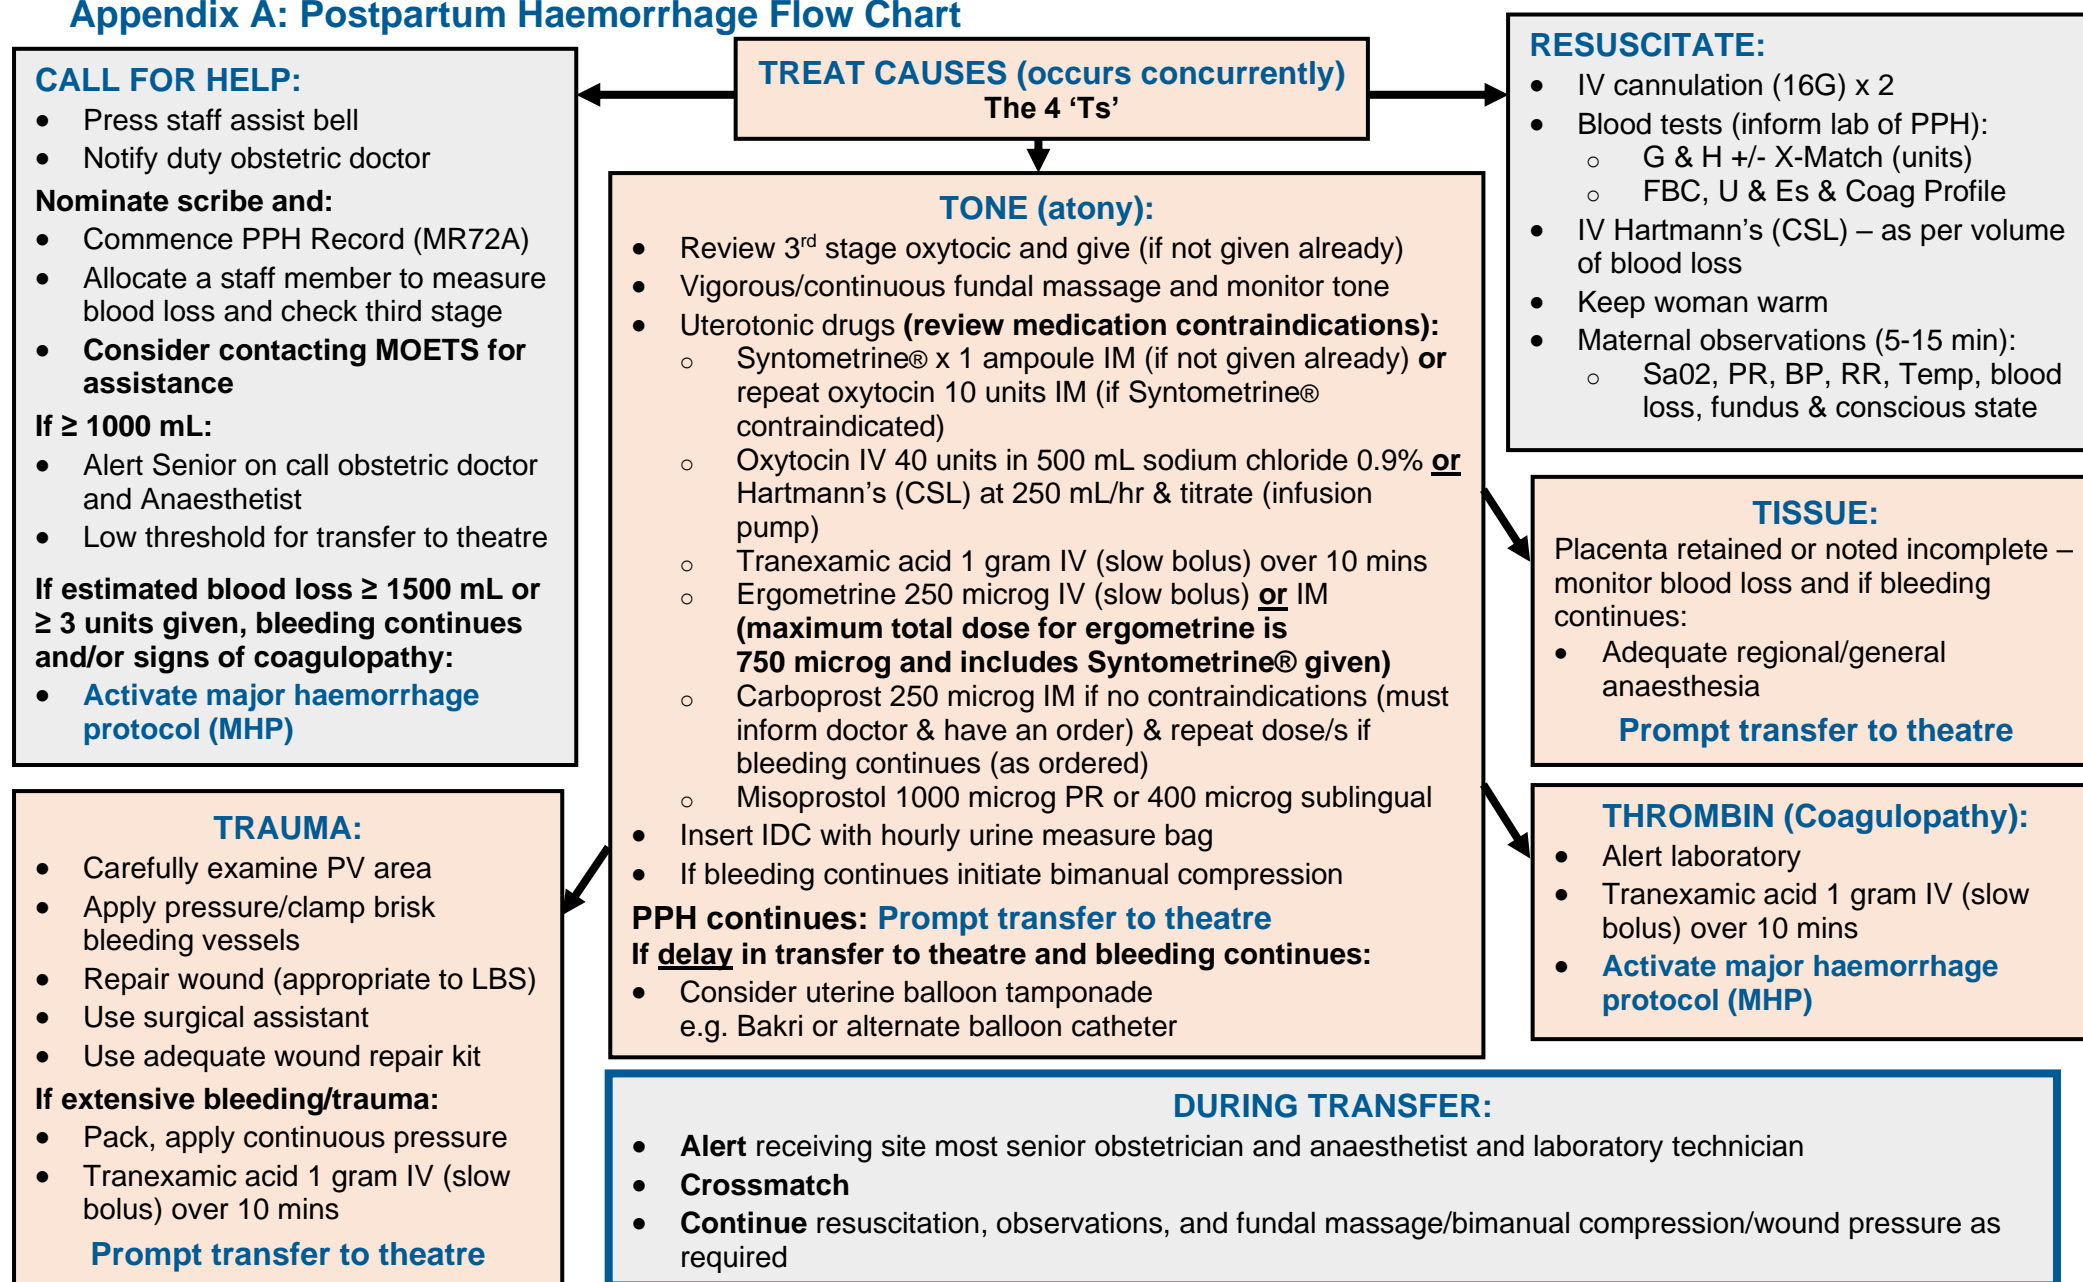 Appendix A: Postpartum Haemorrhage Flow Chart
CALL FOR HELP:
• Press staff assist bell
• Notify duty obstetric doctor
Nominate scribe and:
• Commence PPH Record (MR72A)
• Allocate a staff member to measure
blood loss and check third stage
• Consider contacting MOETS for
assistance
If ≥ 1000 mL:
• Alert Senior on call obstetric doctor
and Anaesthetist
• Low threshold for transfer to theatre
If estimated blood loss ≥ 1500 mL or
≥ 3 units given, bleeding continues
and/or signs of coagulopathy:
• Activate major haemorrhage
protocol (MHP)
TREAT CAUSES (occurs concurrently)
The 4 ‘Ts’
RESUSCITATE:
• IV cannulation (16G) x 2
• Blood tests (inform lab of PPH):
o G & H +/- X-Match (units)
o FBC, U & Es & Coag Profile
• IV Hartmann’s (CSL) – as per volume
of blood loss
• Keep woman warm
• Maternal observations (5-15 min):
o Sa02, PR, BP, RR, Temp, blood
loss, fundus & conscious state
TONE (atony):
• Review 3rd stage oxytocic and give (if not given already)
• Vigorous/continuous fundal massage and monitor tone
• Uterotonic drugs (review medication contraindications):
o Syntometrine® x 1 ampoule IM (if not given already) or
repeat oxytocin 10 units IM (if Syntometrine®
contraindicated)
o Oxytocin IV 40 units in 500 mL sodium chloride 0.9% or
Hartmann’s (CSL) at 250 mL/hr & titrate (infusion
pump)
o Tranexamic acid 1 gram IV (slow bolus) over 10 mins
o Ergometrine 250 microg IV (slow bolus) or IM
(maximum total dose for ergometrine is
750 microg and includes Syntometrine® given)
o Carboprost 250 microg IM if no contraindications (must
inform doctor & have an order) & repeat dose/s if
bleeding continues (as ordered)
o Misoprostol 1000 microg PR or 400 microg sublingual
• Insert IDC with hourly urine measure bag
• If bleeding continues initiate bimanual compression
PPH continues: Prompt transfer to theatre
If delay in transfer to theatre and bleeding continues:
• Consider uterine balloon tamponade
e.g. Bakri or alternate balloon catheter
TISSUE:
Placenta retained or noted incomplete –
monitor blood loss and if bleeding
continues:
• Adequate regional/general
anaesthesia
Prompt transfer to theatre
THROMBIN (Coagulopathy):
• Alert laboratory
• Tranexamic acid 1 gram IV (slow
bolus) over 10 mins
• Activate major haemorrhage
protocol (MHP)
TRAUMA:
• Carefully examine PV area
• Apply pressure/clamp brisk
bleeding vessels
• Repair wound (appropriate to LBS)
• Use surgical assistant
• Use adequate wound repair kit
If extensive bleeding/trauma:
• Pack, apply continuous pressure
• Tranexamic acid 1 gram IV (slow
bolus) over 10 mins
Prompt transfer to theatre
DURING TRANSFER:
• Alert receiving site most senior obstetrician and anaesthetist and laboratory technician
• Crossmatch
• Continue resuscitation, observations, and fundal massage/bimanual compression/wound pressure as
required